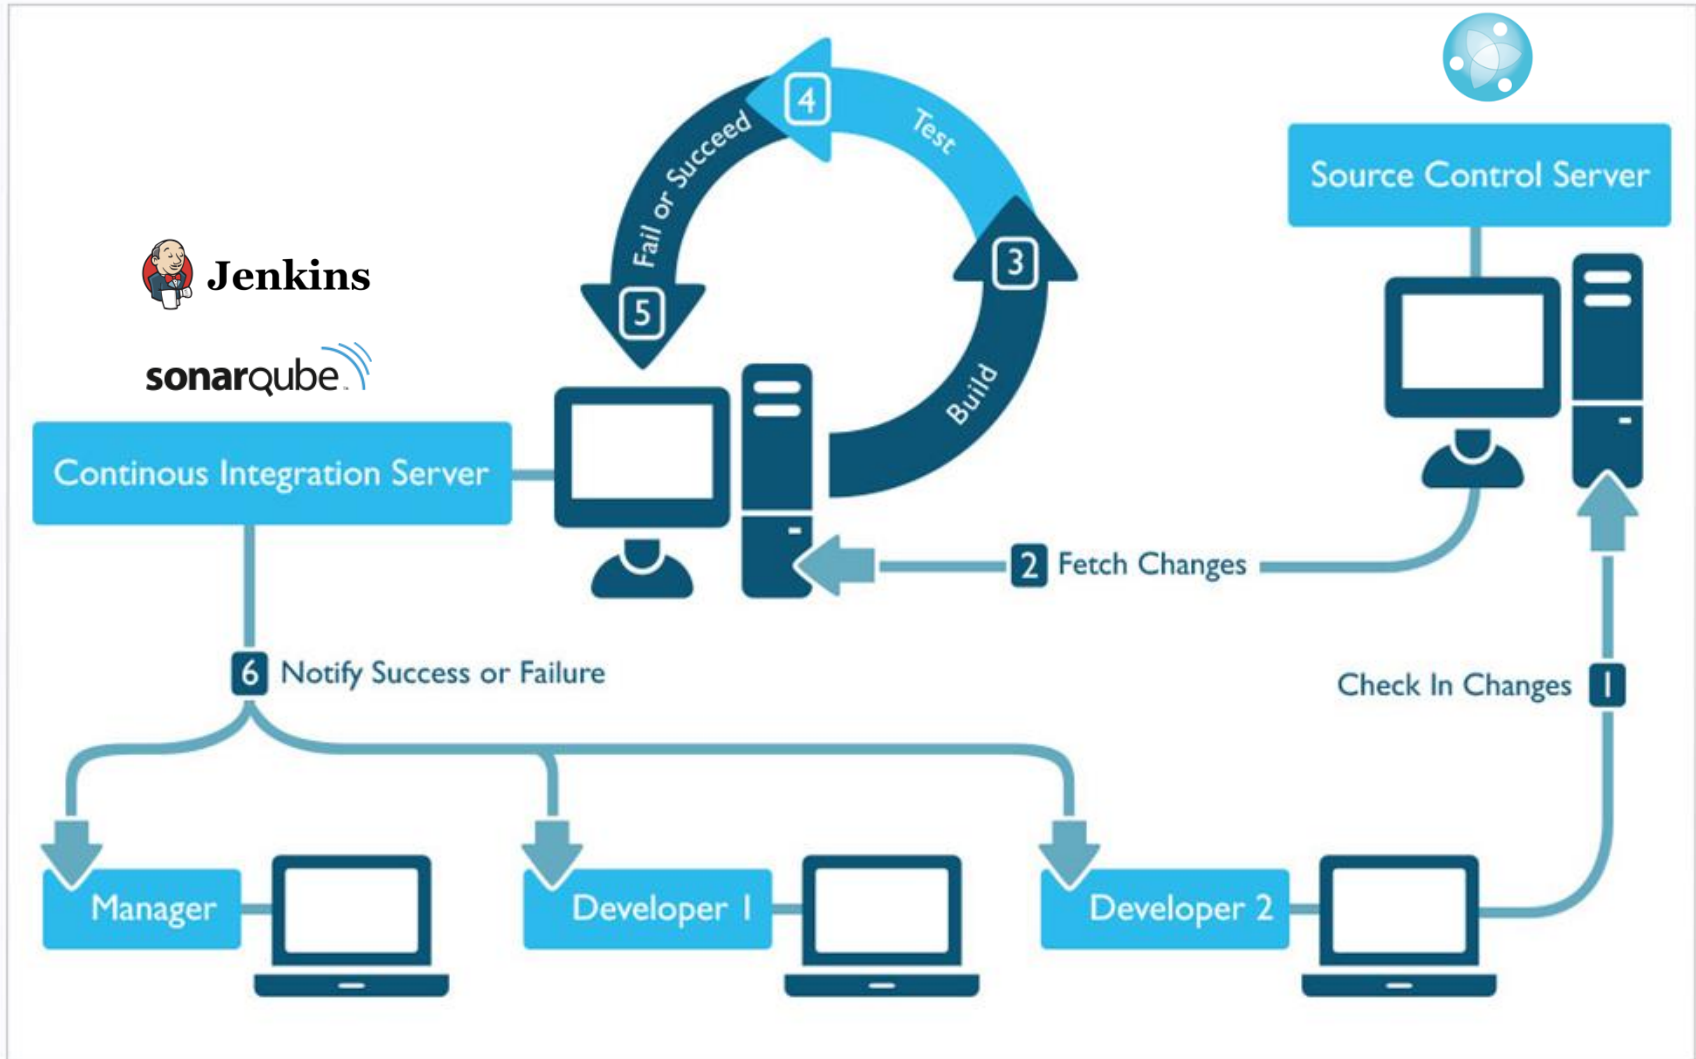 4
Test
Fail or Succeed
Source Control Server
3
Jenkins
5
sonarqube™
Build
Continous Integration Server
2 Fetch Changes
6 Notify Success or Failure
Check In Changes 1
Manager
Developer 1
Developer 2